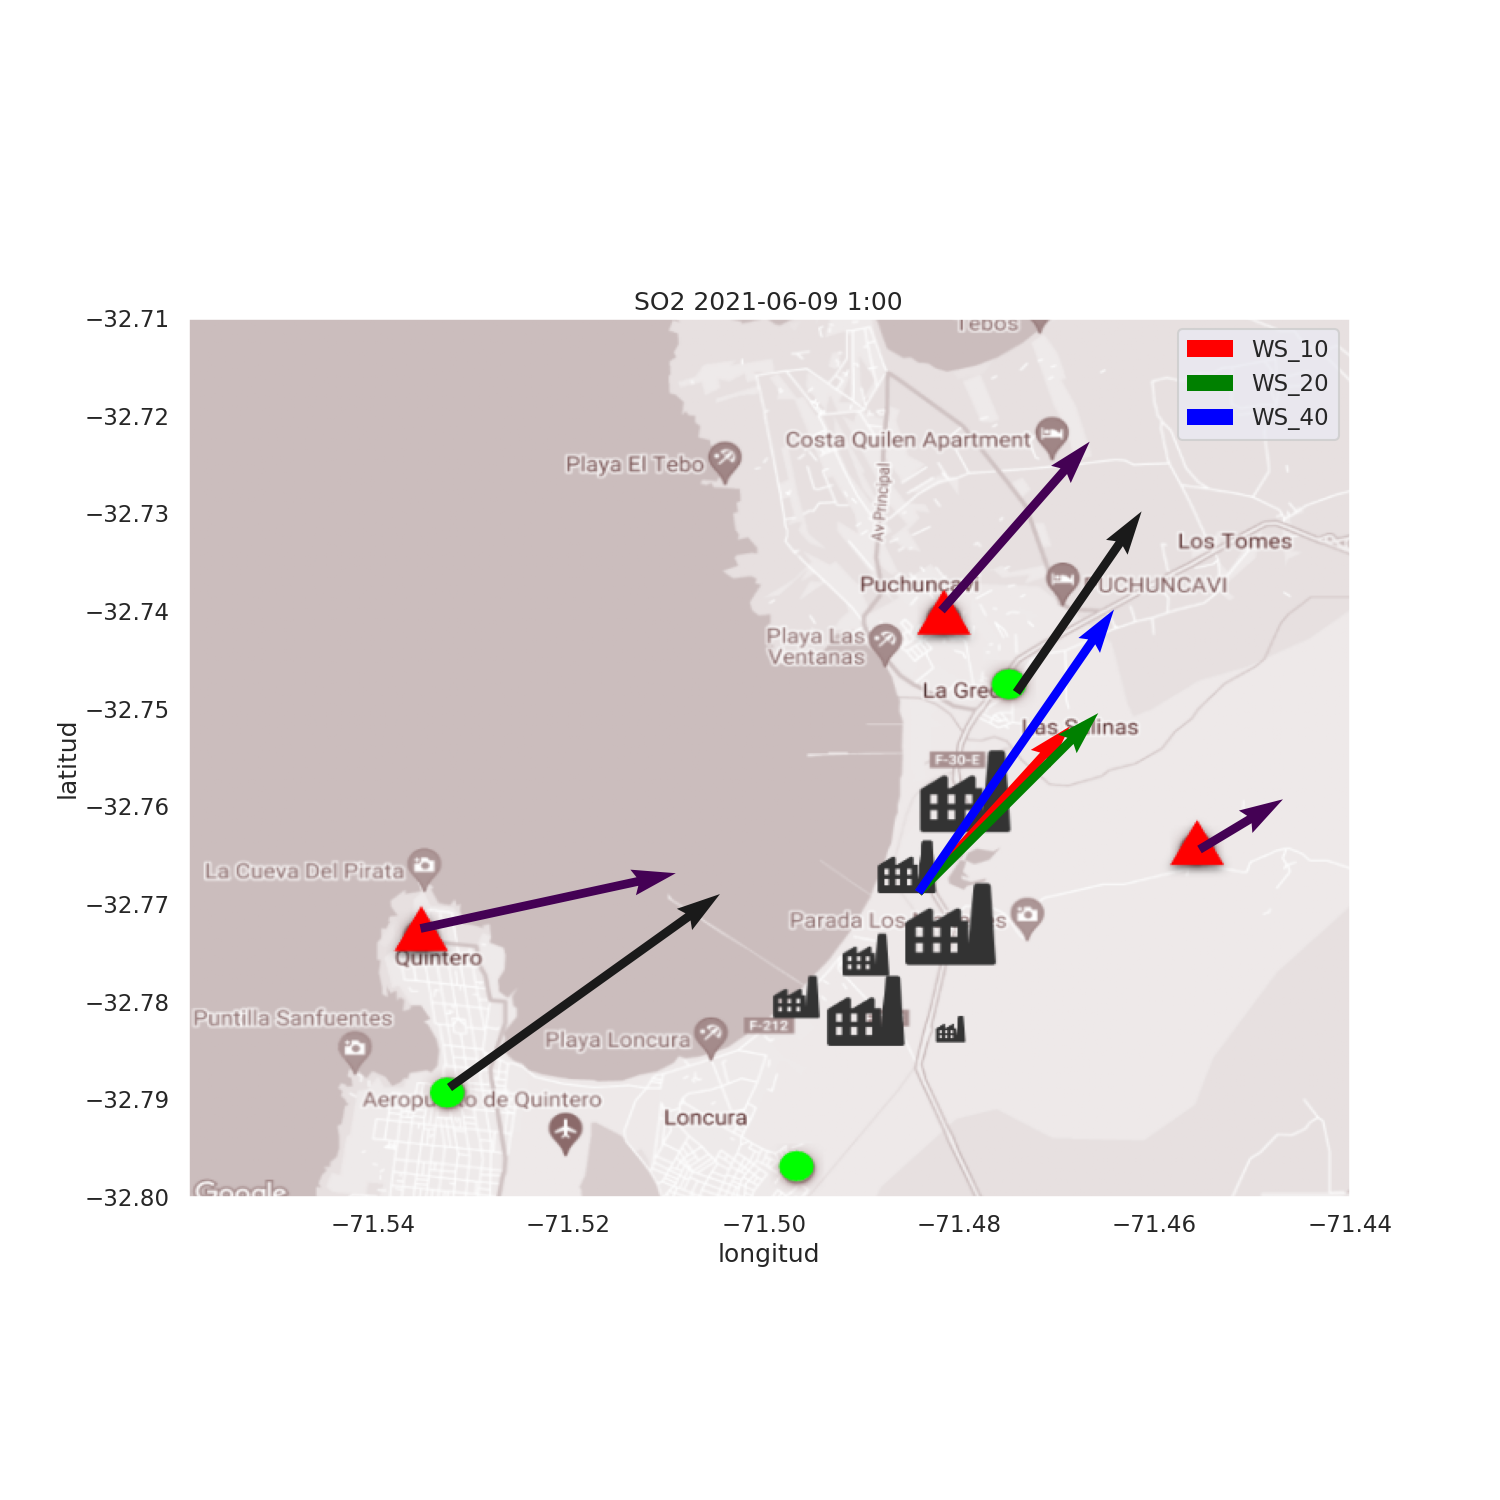 SO2 2021-06-09 1:00
−32.71
−32.72
−32.73
−32.74
−32.75
−32.76
−32.77
−32.78
−32.79
−32.80
latitud
Tebos
WS_10
WS_20
WS_40
Costa Quilen Apartment
Playa El Tebo
Av Principal
Los Tomes
Puchuncaví
PUCHUNCAVI
Playa Las
Ventanas
La Gre
Las Salinas
F-30-E
La Cueva Del Pirata
Parada Los
Quintero
Puntilla Sanfuentes
F-212
Playa Loncura
Aeropuerto de Quintero
Loncura
Google
−71.54
−71.52
−71.50
−71.48
−71.46
−71.44
longitud